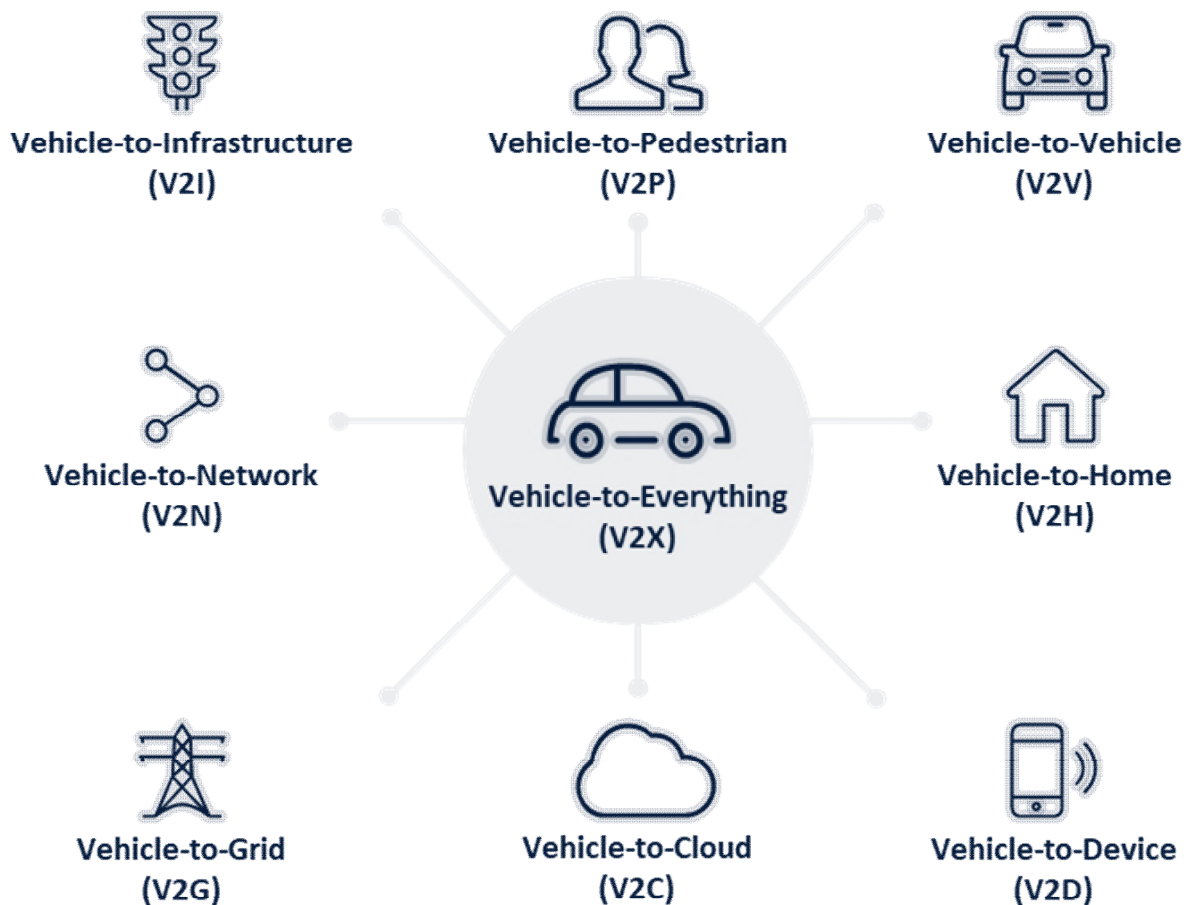 Vehicle-to-Infrastructure
(V2I)
Vehicle-to-Pedestrian
(V2P)
Vehicle-to-Vehicle
(V2V)
Vehicle-to-Network
(V2N)
Vehicle-to-Everything
(V2X)
Vehicle-to-Home
(V2H)
Vehicle-to-Grid
(V2G)
Vehicle-to-Cloud
(V2C)
Vehicle-to-Device
(V2D)